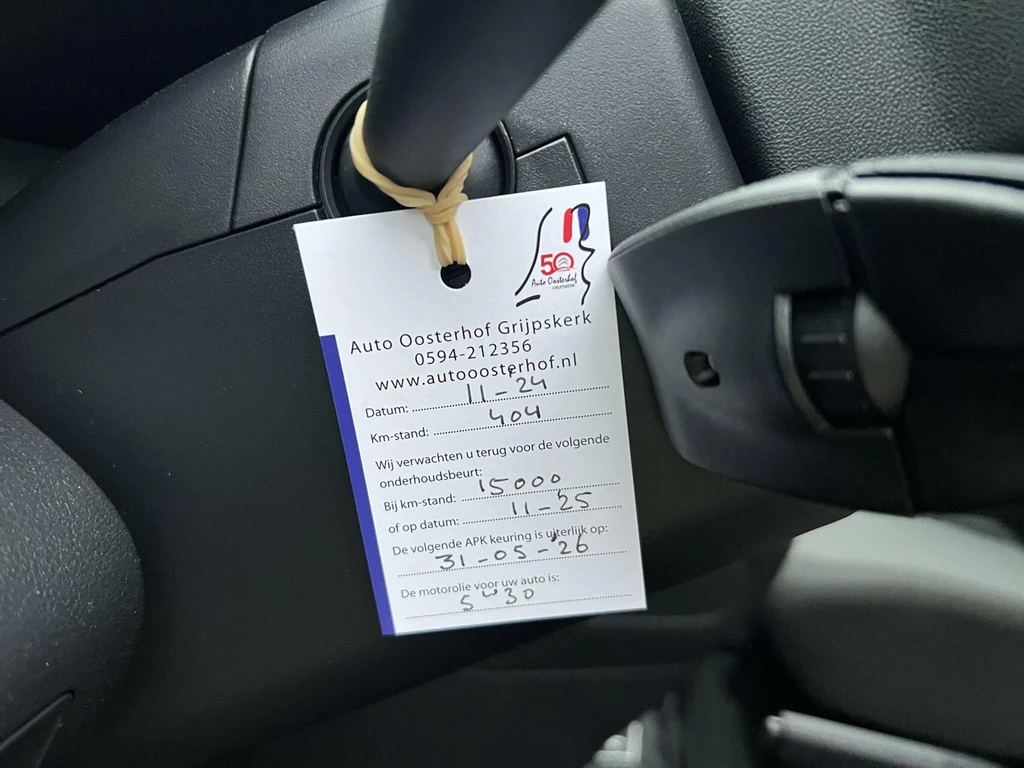 50
Auto Oosterhof
GRIJPSKERK
Auto Oosterhof Grijpskerk
0594-212356
www.autooosterhof.nl
Datum: 11-24
Km-stand: 404
Wij verwachten u terug voor de volgende
onderhoudsbeurt:
Bij km-stand: 15000
of op datum: 11-25
De volgende APK keuring is uiterlijk op:
31-05-'26
De motorolie voor uw auto is:
5w30